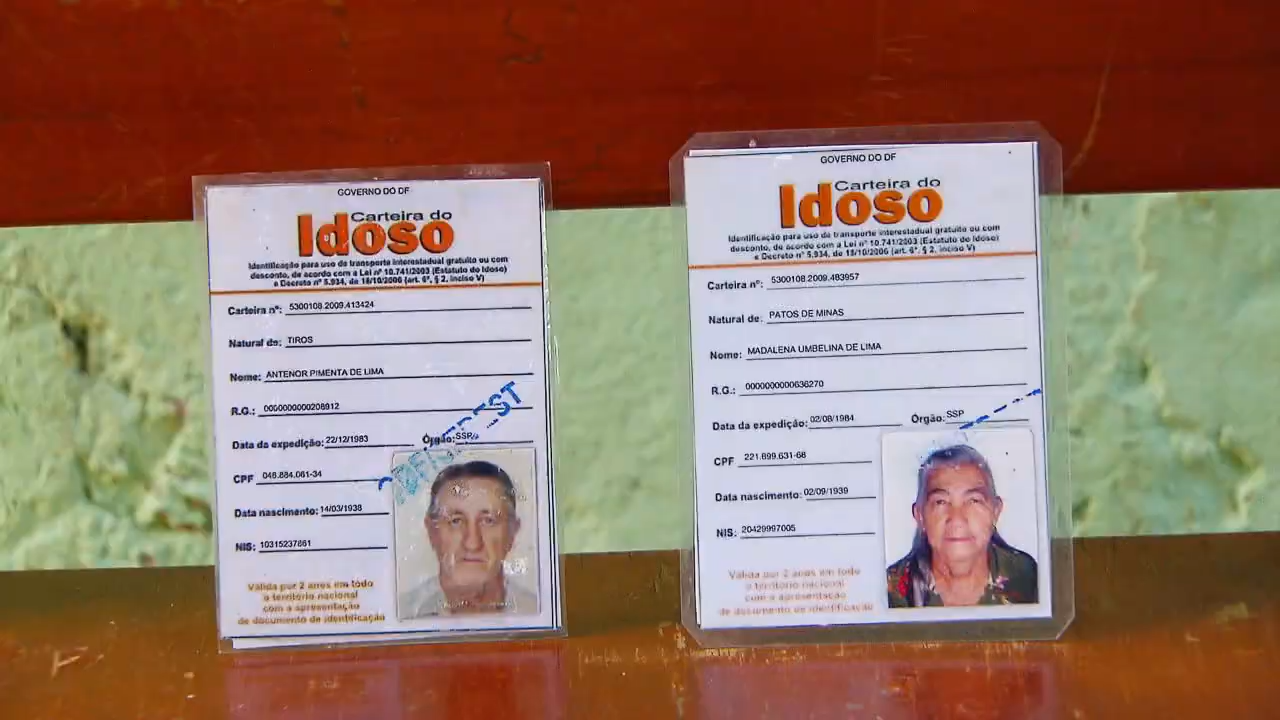 GOVERNO DO DF
Carteira do
Idoso
Identificação para uso de transporte interestadual gratuito ou com
desconto, de acordo com a Lei nº 10.741/2003 (Estatuto do Idoso)
e Decreto nº 5.934, de 18/10/2006 (art. 6º, § 2, inciso V)
Carteira nº: 5300108.2009.413424
Natural de: TIROS
Nome: ANTENOR PIMENTA DE LIMA
R.G.: 0000000000208912
Data da expedição: 22/12/1983 Órgão: SSP
CPF 046.884.061-34
Data nascimento: 14/03/1938
NIS: 10315237661
Válida por 2 anos em todo
o território nacional
com a apresentação
de documento de identificação
GOVERNO DO DF
Carteira do
Idoso
Identificação para uso de transporte interestadual gratuito ou com
desconto, de acordo com a Lei nº 10.741/2003 (Estatuto do Idoso)
e Decreto nº 5.934, de 18/10/2006 (art. 6º, § 2, inciso V)
Carteira nº: 5300108.2009.483957
Natural de: PATOS DE MINAS
Nome: MADALENA UMBELINA DE LIMA
R.G.: 0000000000636270
Data da expedição: 02/08/1984 Órgão: SSP
CPF 221.899.631-68
Data nascimento: 02/09/1939
NIS: 20429997005
Válida por 2 anos em todo
o território nacional
com a apresentação
de documento de identificação